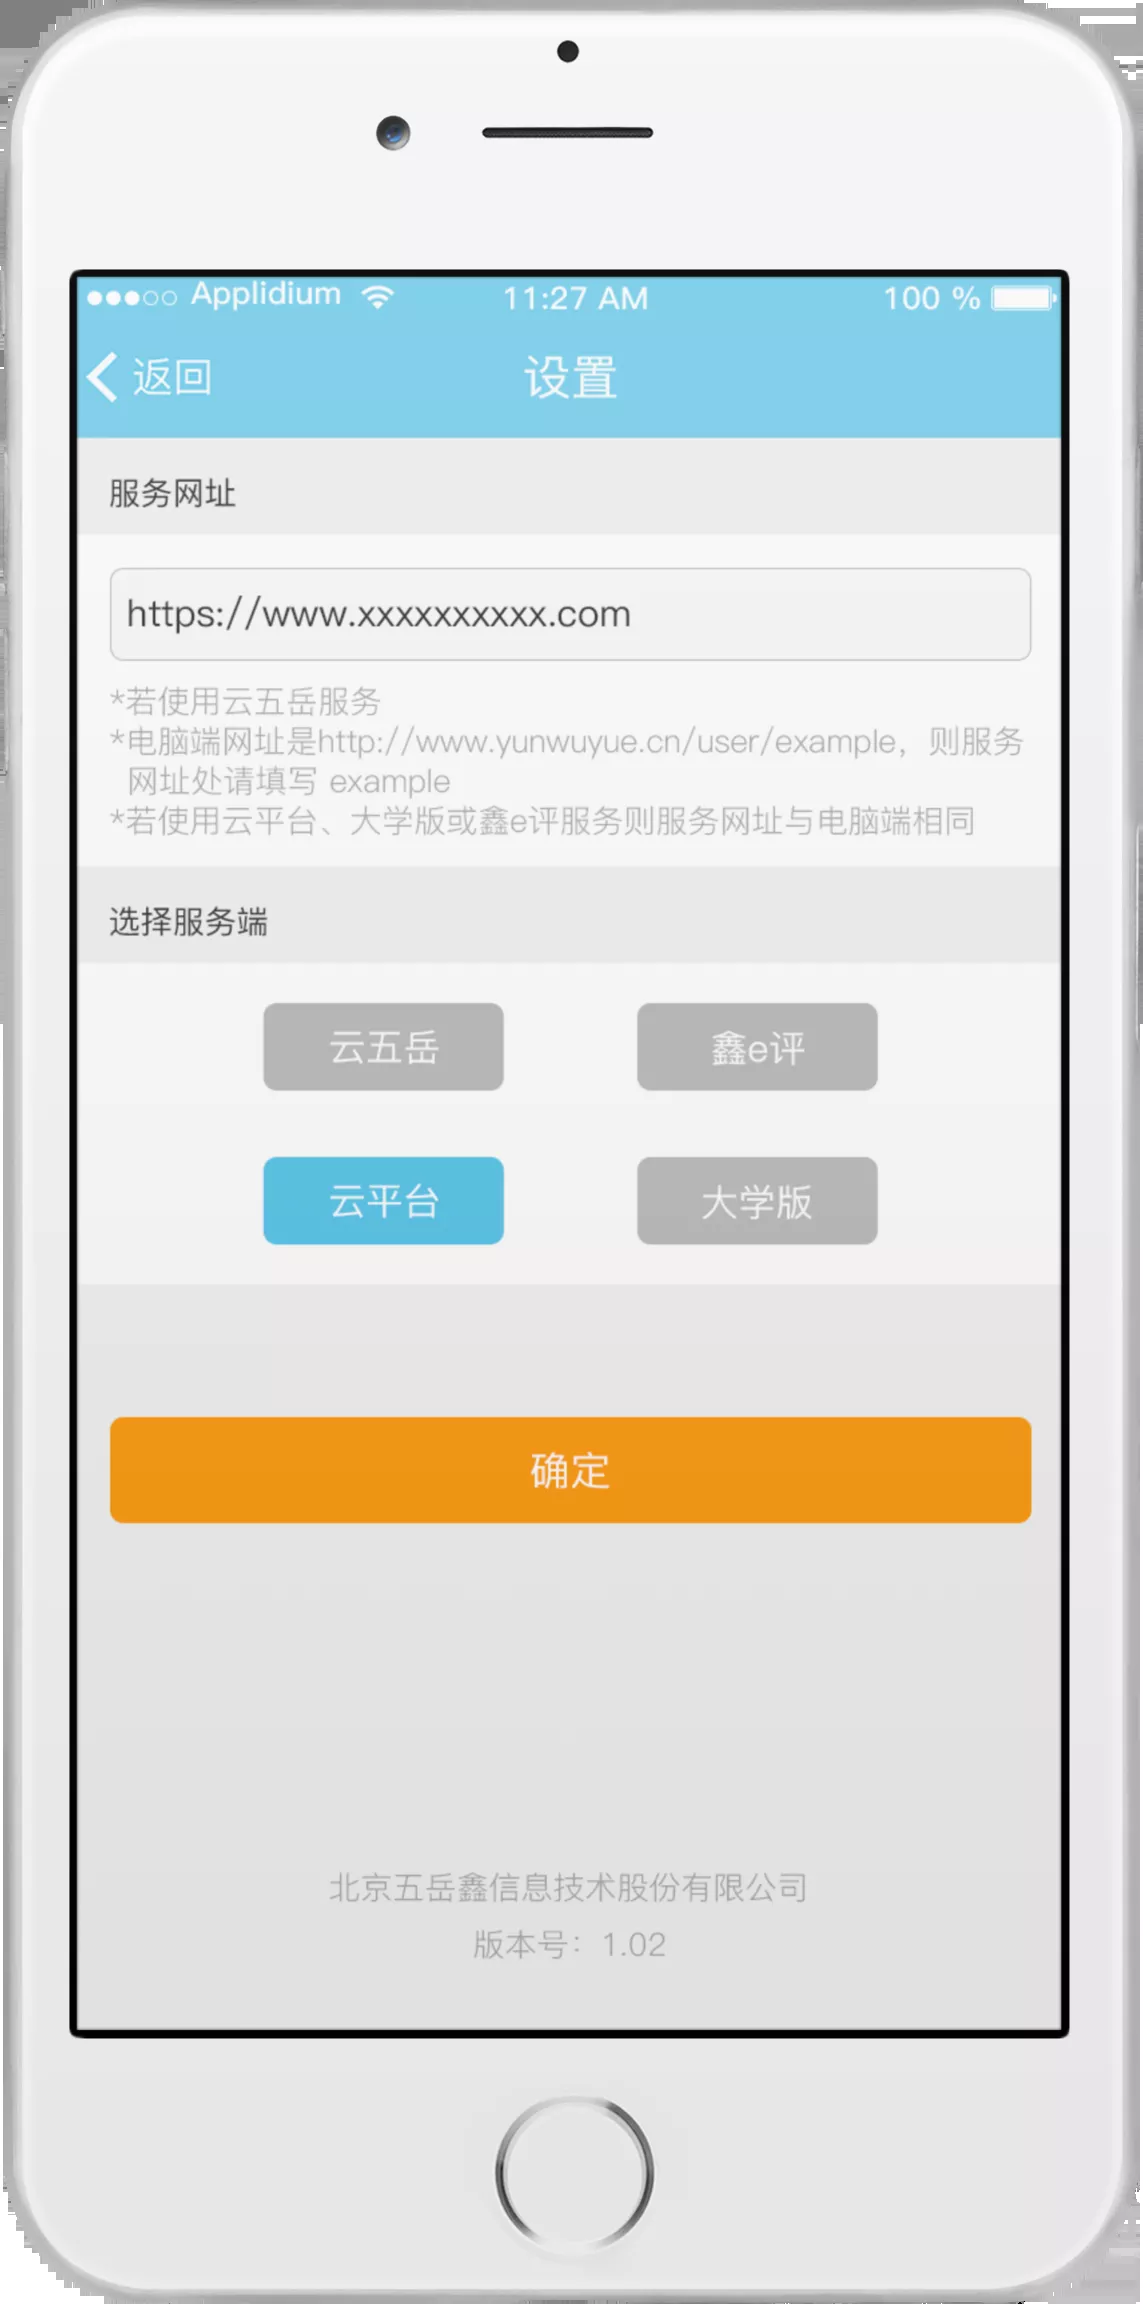 Applidium 11:27 AM 100 %
返回 设置
服务网址
https://www.xxxxxxxxxx.com
*若使用云五岳服务
*电脑端网址是http://www.yunwuyue.cn/user/example，则服务
网址处请填写 example
*若使用云平台、大学版或鑫e评服务则服务网址与电脑端相同
选择服务端
云五岳 鑫e评
云平台 大学版
确定
北京五岳鑫信息技术股份有限公司
版本号：1.02